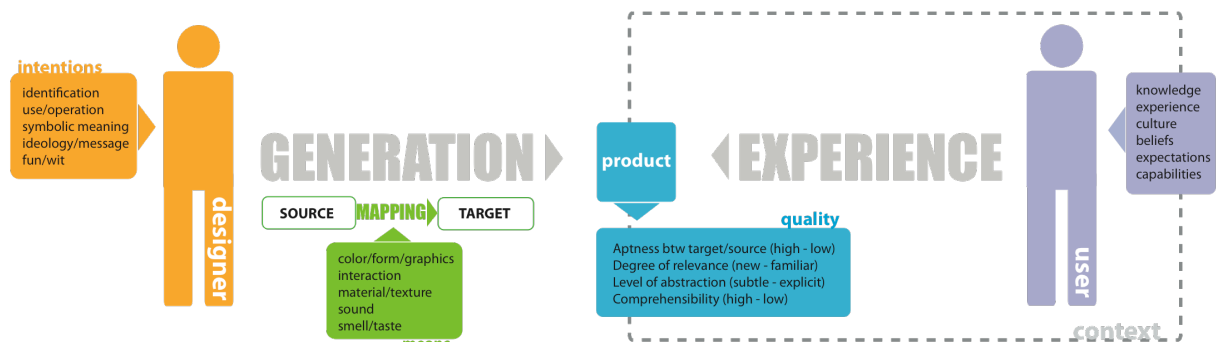 intentions
identification
use/operation
symbolic meaning
ideology/message
fun/wit
designer
GENERATION
SOURCE
MAPPING
TARGET
color/form/graphics
interaction
material/texture
sound
smell/taste
product
quality
Aptness btw target/source (high - low)
Degree of relevance (new - familiar)
Level of abstraction (subtle - explicit)
Comprehensibility (high - low)
EXPERIENCE
user
knowledge
experience
culture
beliefs
expectations
capabilities
context